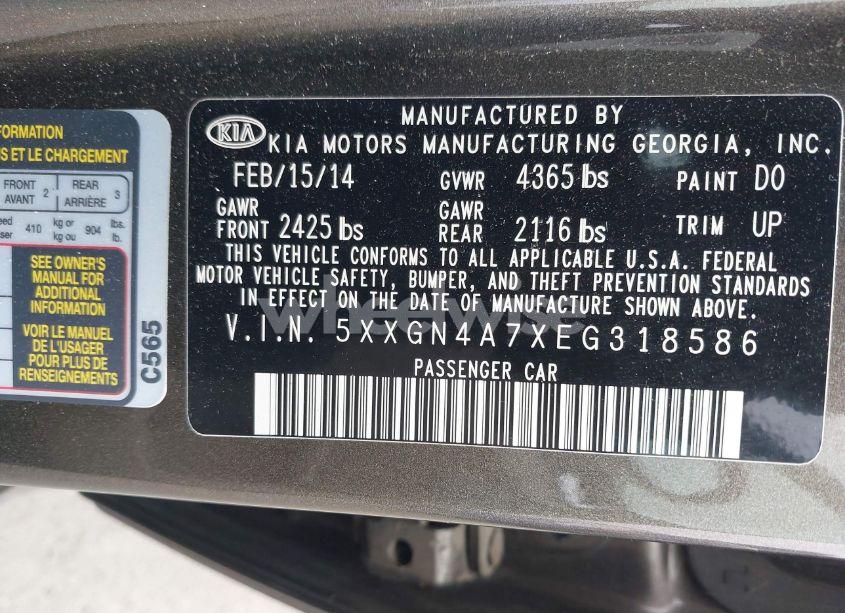 FORMATION
S ET LE CHARGEMENT
FRONT AVANT 2 REAR ARRIÈRE 3
410 kg or kg ou 904 lbs. lb.
SEE OWNER'S
MANUAL FOR
ADDITIONAL
INFORMATION
VOIR LE MANUEL
DE L'USAGER
POUR PLUS DE
RENSEIGNEMENTS
C565
MANUFACTURED BY
KIA KIA MOTORS MANUFACTURING GEORGIA, INC.
FEB/15/14 GVWR 4365 lbs PAINT DO
GAWR FRONT 2425 lbs GAWR REAR 2116 lbs TRIM UP
THIS VEHICLE CONFORMS TO ALL APPLICABLE U.S.A. FEDERAL
MOTOR VEHICLE SAFETY, BUMPER, AND THEFT PREVENTION STANDARDS
IN EFFECT ON THE DATE OF MANUFACTURE SHOWN ABOVE.
wheelwise
V.I.N. 5XXGN4A7XEG318586
PASSENGER CAR